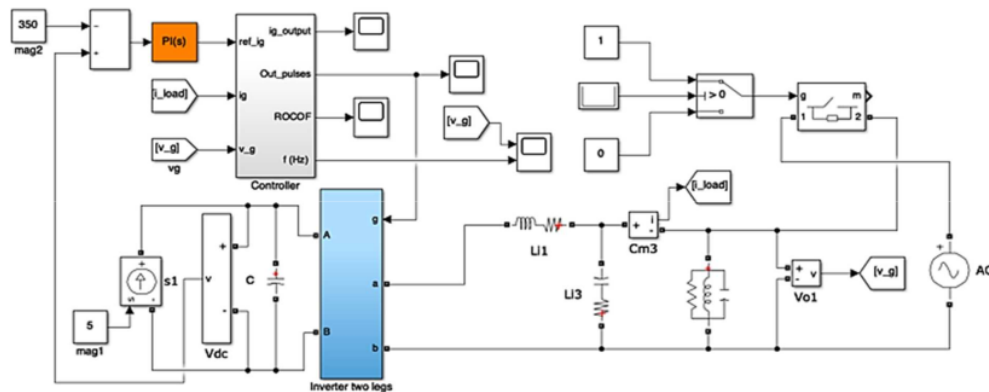 350
mag2
−
+
PI(s)
ref_ig
ig_output
Out_pulses
[i_load]
ig
ROCOF
[v_g]
v_g
f (Hz)
vg
Controller
[v_g]
1
> 0
0
g
m
1
2
[i_load]
g
A
a
B
b
Inverter two legs
+
s1
-
s
5
mag1
+
v
-
Vdc
C
+
Li1
Li3
+
i
-
Cm3
+
-
v
Vo1
[v_g]
+
AC